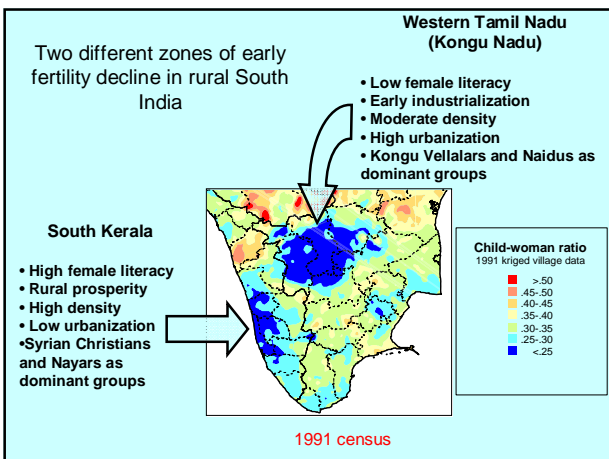 Two different zones of early
fertility decline in rural South
India
Western Tamil Nadu
(Kongu Nadu)
• Low female literacy
• Early industrialization
• Moderate density
• High urbanization
• Kongu Vellalars and Naidus as
dominant groups
South Kerala
• High female literacy
• Rural prosperity
• High density
• Low urbanization
•Syrian Christians
and Nayars as
dominant groups
Child-woman ratio
1991 kriged village data
>.50
.45-.50
.40-.45
.35-.40
.30-.35
.25-.30
<.25
1991 census